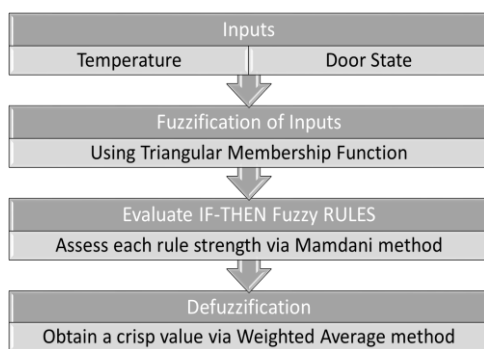 Inputs
Temperature Door State
Fuzzification of Inputs
Using Triangular Membership Function
Evaluate IF-THEN Fuzzy RULES
Assess each rule strength via Mamdani method
Defuzzification
Obtain a crisp value via Weighted Average method